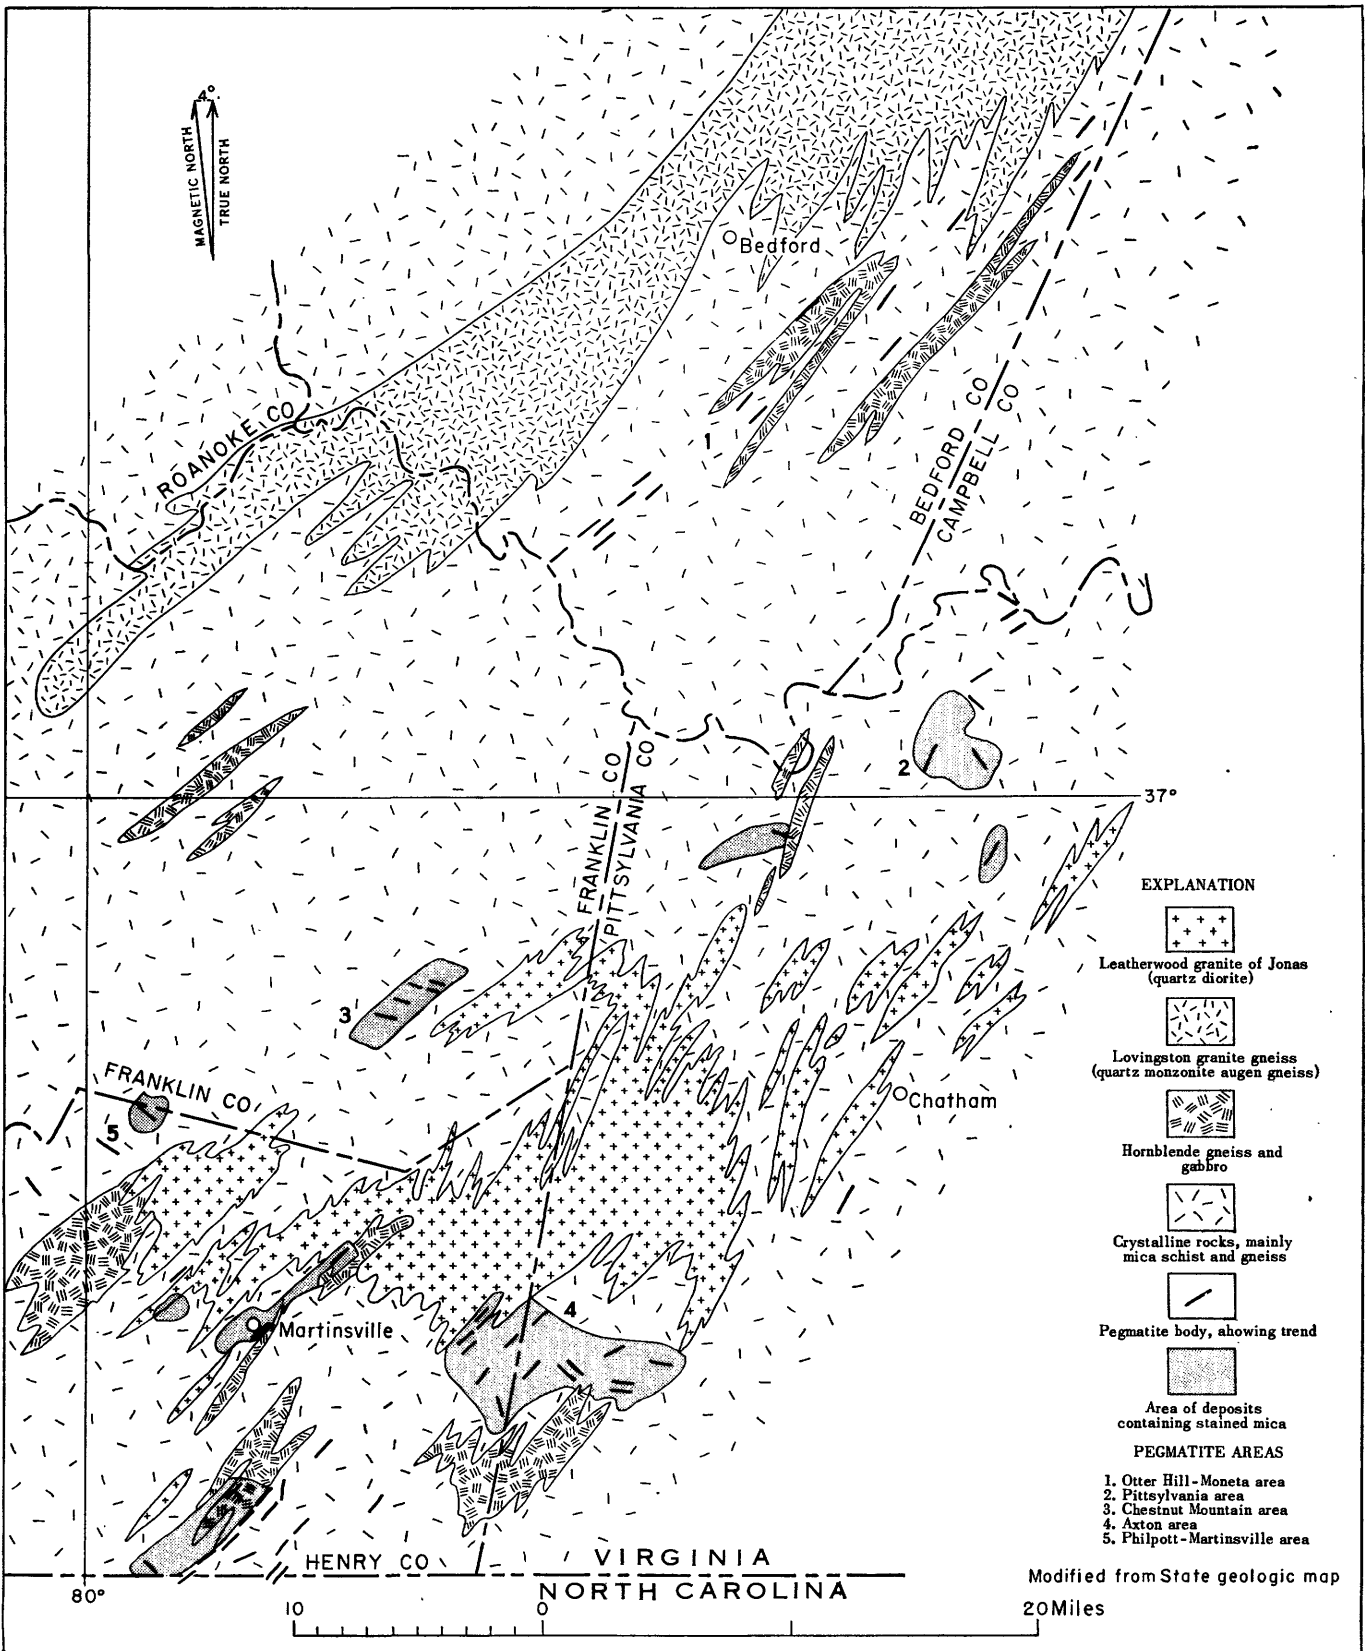 4°
MAGNETIC NORTH
TRUE NORTH
Bedford
ROANOKE CO
1
BEDFORD CO
CAMPBELL CO
2
37°
FRANKLIN CO
PITTSYLVANIA CO
3
FRANKLIN CO
5
Chatham
4
Martinsville
HENRY CO
VIRGINIA
NORTH CAROLINA
80°
10
0
20 Miles
EXPLANATION
Leatherwood granite of Jonas
(quartz diorite)
Lovingston granite gneiss
(quartz monzonite augen gneiss)
Hornblende gneiss and
gabbro
Crystalline rocks, mainly
mica schist and gneiss
Pegmatite body, ahowing trend
Area of deposits
containing stained mica
PEGMATITE AREAS
1. Otter Hill-Moneta area
2. Pittsylvania area
3. Chestnut Mountain area
4. Axton area
5. Philpott-Martinsville area
Modified from State geologic map